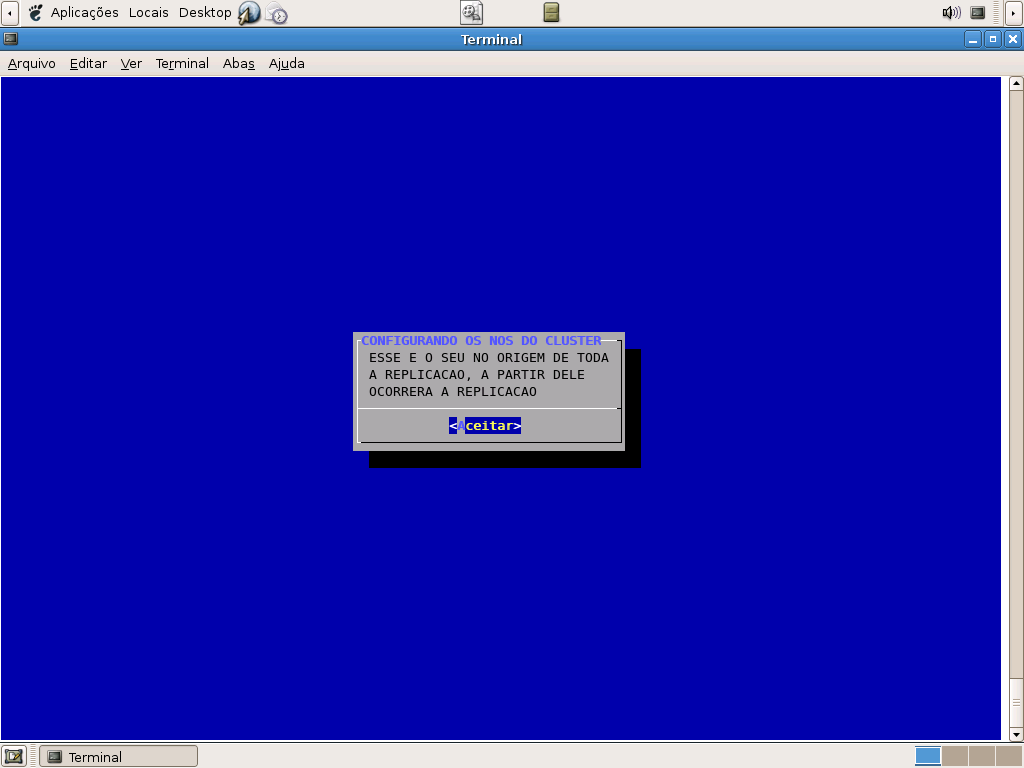 Aplicações Locais Desktop
Terminal
Arquivo Editar Ver Terminal Abas Ajuda
CONFIGURANDO OS NOS DO CLUSTER
ESSE E O SEU NO ORIGEM DE TODA
A REPLICACAO, A PARTIR DELE
OCORRERA A REPLICACAO
<Aceitar>
Terminal